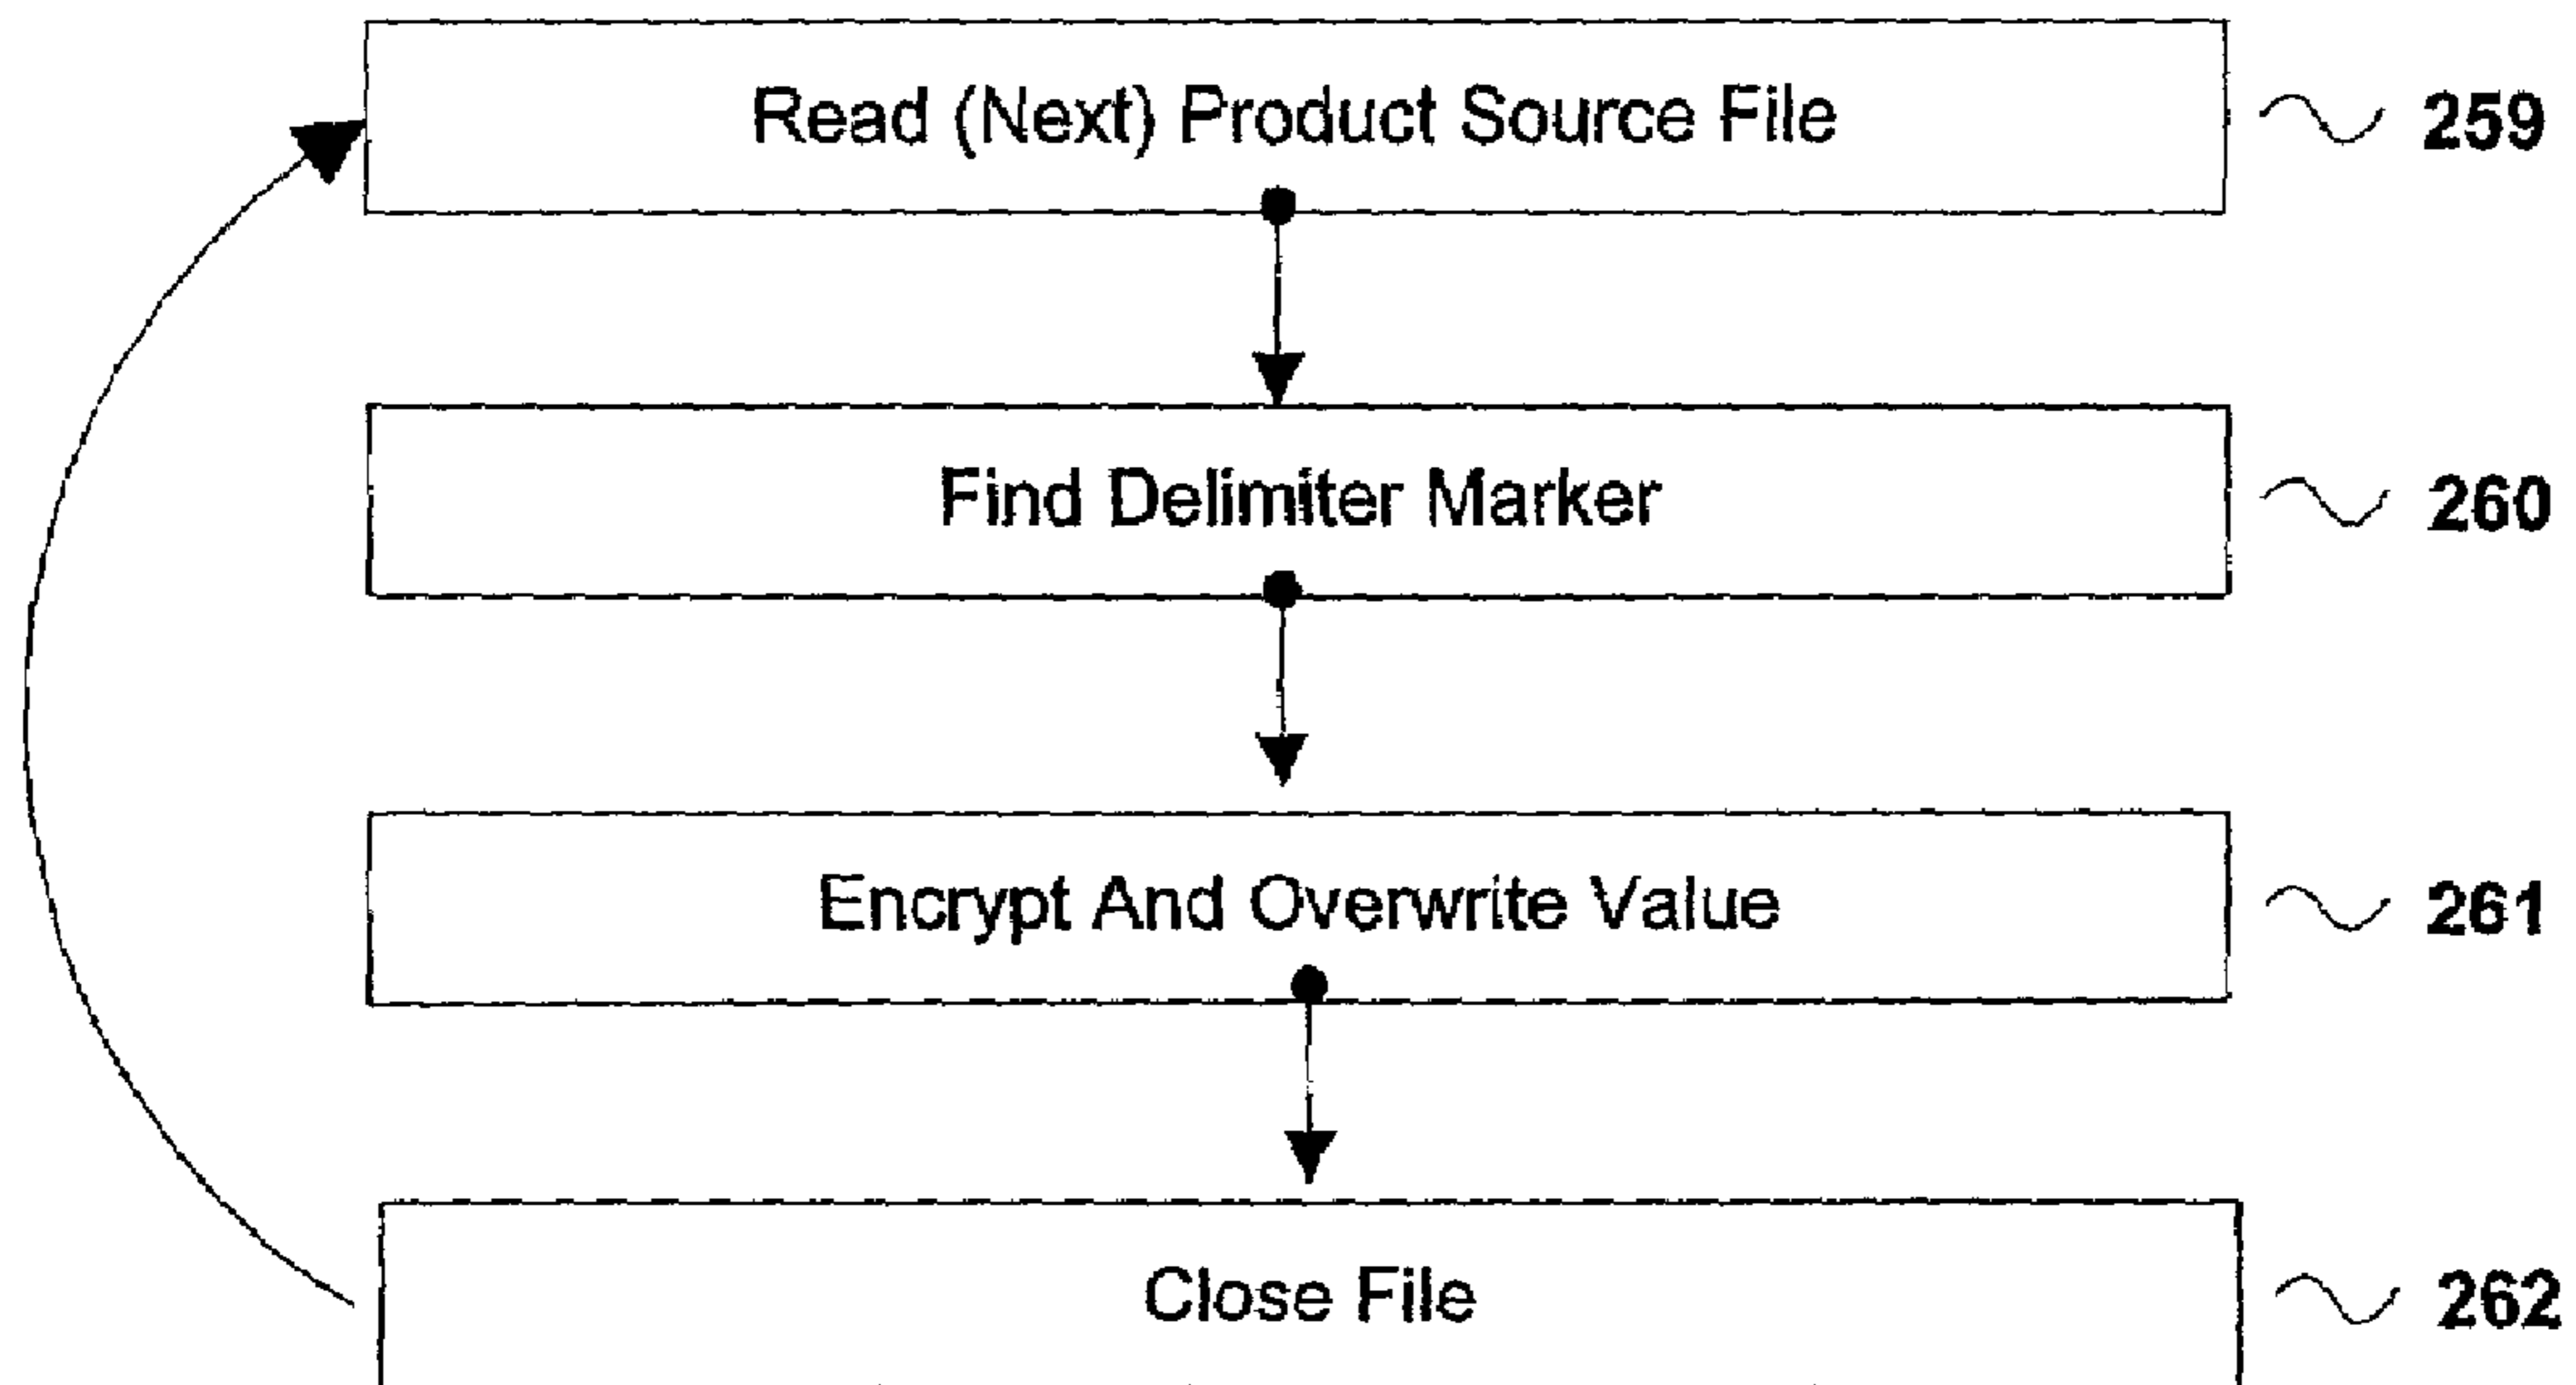 Read (Next) Product Source File 259
Find Delimiter Marker 260
Encrypt And Overwrite Value 261
Close File 262